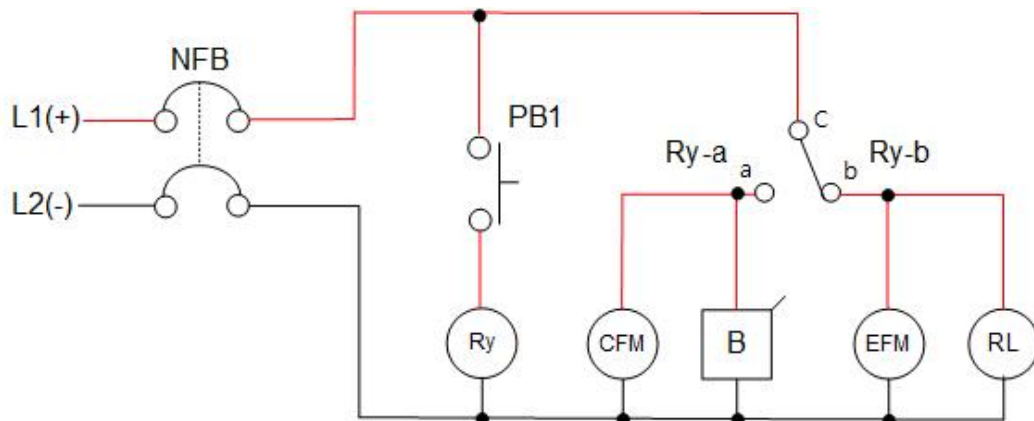 NFB
L1(+)
PB1
C
Ry-a
Ry-b
a
b
L2(-)
Ry
CFM
B
EFM
RL